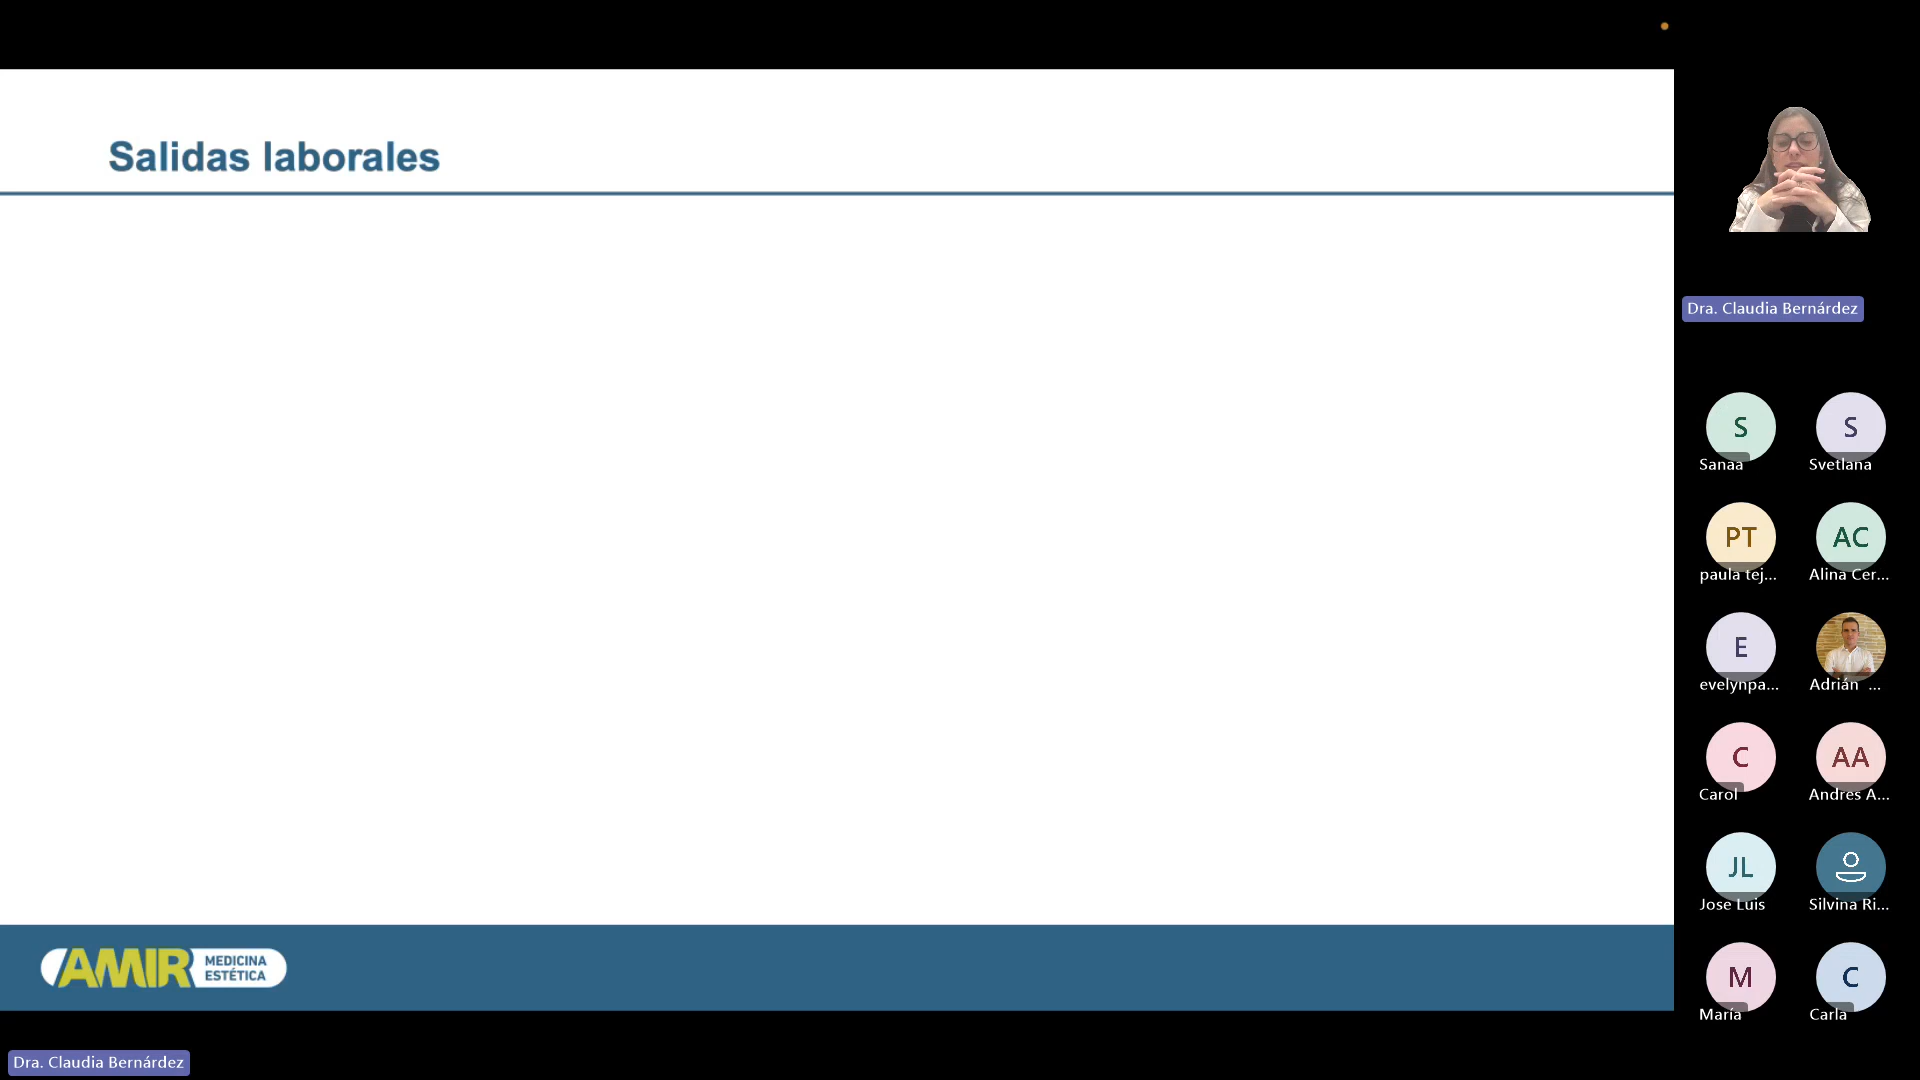 Salidas laborales
AMIR
MEDICINA
ESTÉTICA
Dra. Claudia Bernárdez
Dra. Claudia Bernárdez
S
Sanaa
S
Svetlana
PT
paula tej...
AC
Alina Cer...
E
evelynpa...
Adrián ...
C
Carol
AA
Andres A...
JL
Jose Luis
Silvina Ri...
M
María
C
Carla